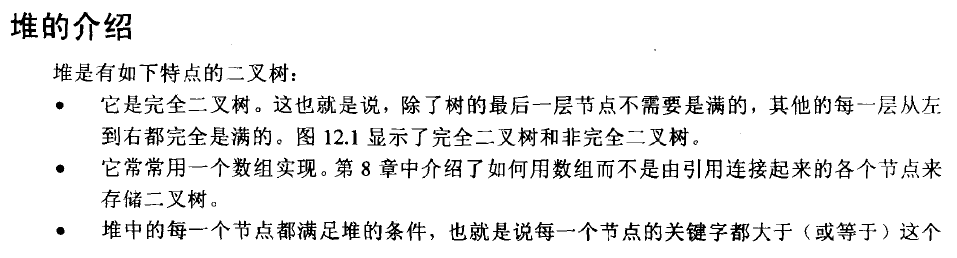 堆的介绍
堆是有如下特点的二叉树：
● 它是完全二叉树。这也就是说，除了树的最后一层节点不需要是满的，其他的每一层从左
到右都完全是满的。图 12.1 显示了完全二叉树和非完全二叉树。
● 它常常用一个数组实现。第 8 章中介绍了如何用数组而不是由引用连接起来的各个节点来
存储二叉树。
● 堆中的每一个节点都满足堆的条件，也就是说每一个节点的关键字都大于（或等于）这个